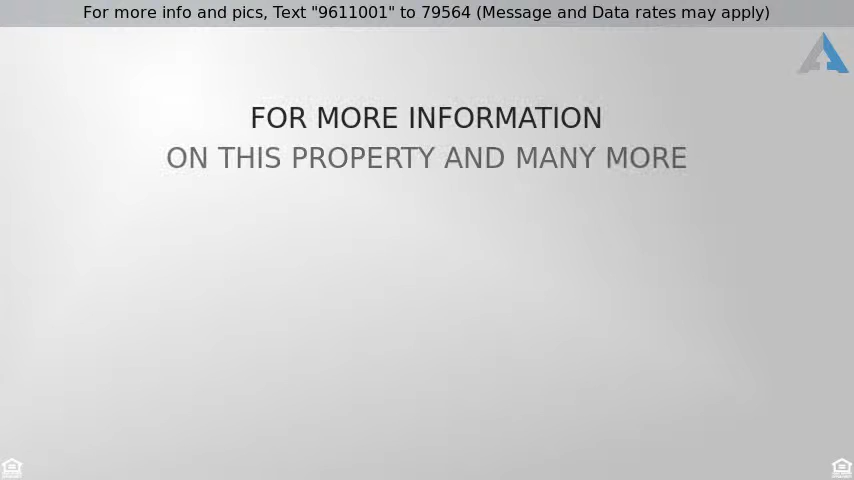 For more info and pics, Text "9611001" to 79564 (Message and Data rates may apply)
FOR MORE INFORMATION
ON THIS PROPERTY AND MANY MORE